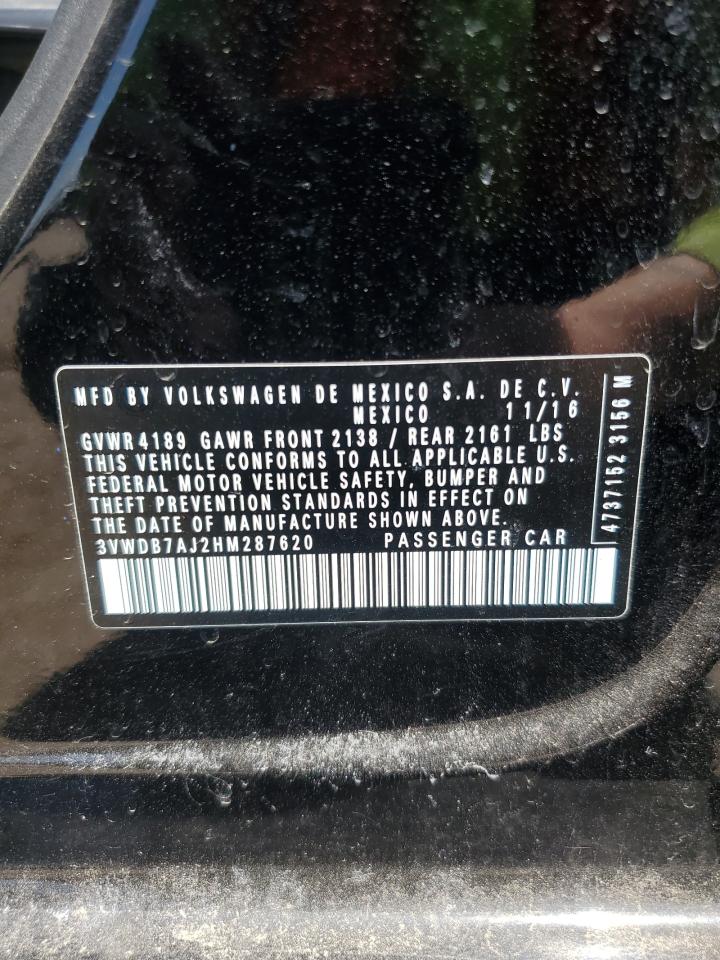 MFD BY VOLKSWAGEN DE MEXICO S.A. DE C.V.
MEXICO 11/16
GVWR 4189 GAWR FRONT 2138 / REAR 2161 LBS
THIS VEHICLE CONFORMS TO ALL APPLICABLE U.S.
FEDERAL MOTOR VEHICLE SAFETY, BUMPER AND
THEFT PREVENTION STANDARDS IN EFFECT ON
THE DATE OF MANUFACTURE SHOWN ABOVE.
3VWDB7AJ2HM287620 PASSENGER CAR
4737152 3156 M